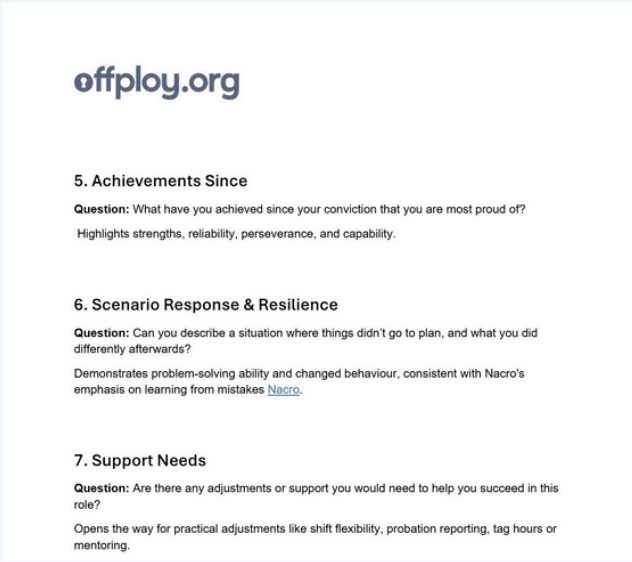 offploy.org
5. Achievements Since
Question: What have you achieved since your conviction that you are most proud of?
Highlights strengths, reliability, perseverance, and capability.
6. Scenario Response & Resilience
Question: Can you describe a situation where things didn't go to plan, and what you did
differently afterwards?
Demonstrates problem-solving ability and changed behaviour, consistent with Nacro's
emphasis on learning from mistakes Nacro.
7. Support Needs
Question: Are there any adjustments or support you would need to help you succeed in this
role?
Opens the way for practical adjustments like shift flexibility, probation reporting, tag hours or
mentoring.